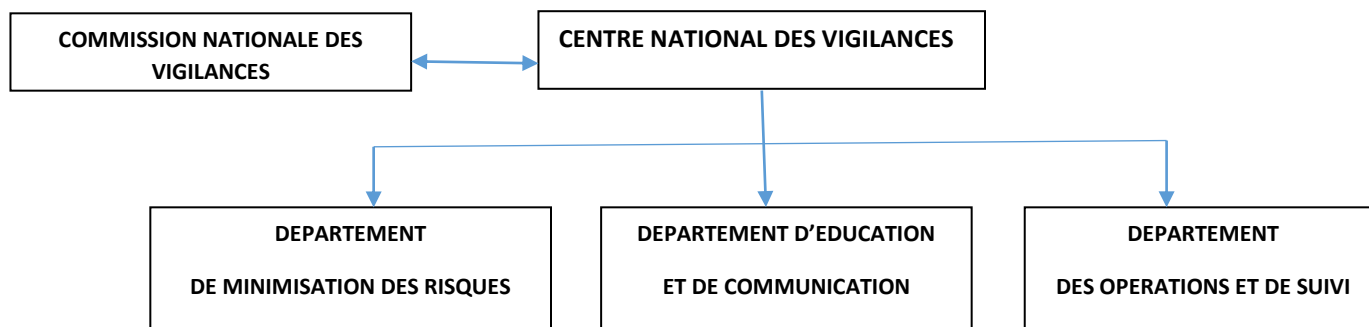 COMMISSION NATIONALE DES
VIGILANCES
CENTRE NATIONAL DES VIGILANCES
DEPARTEMENT
DE MINIMISATION DES RISQUES
DEPARTEMENT D’EDUCATION
ET DE COMMUNICATION
DEPARTEMENT
DES OPERATIONS ET DE SUIVI